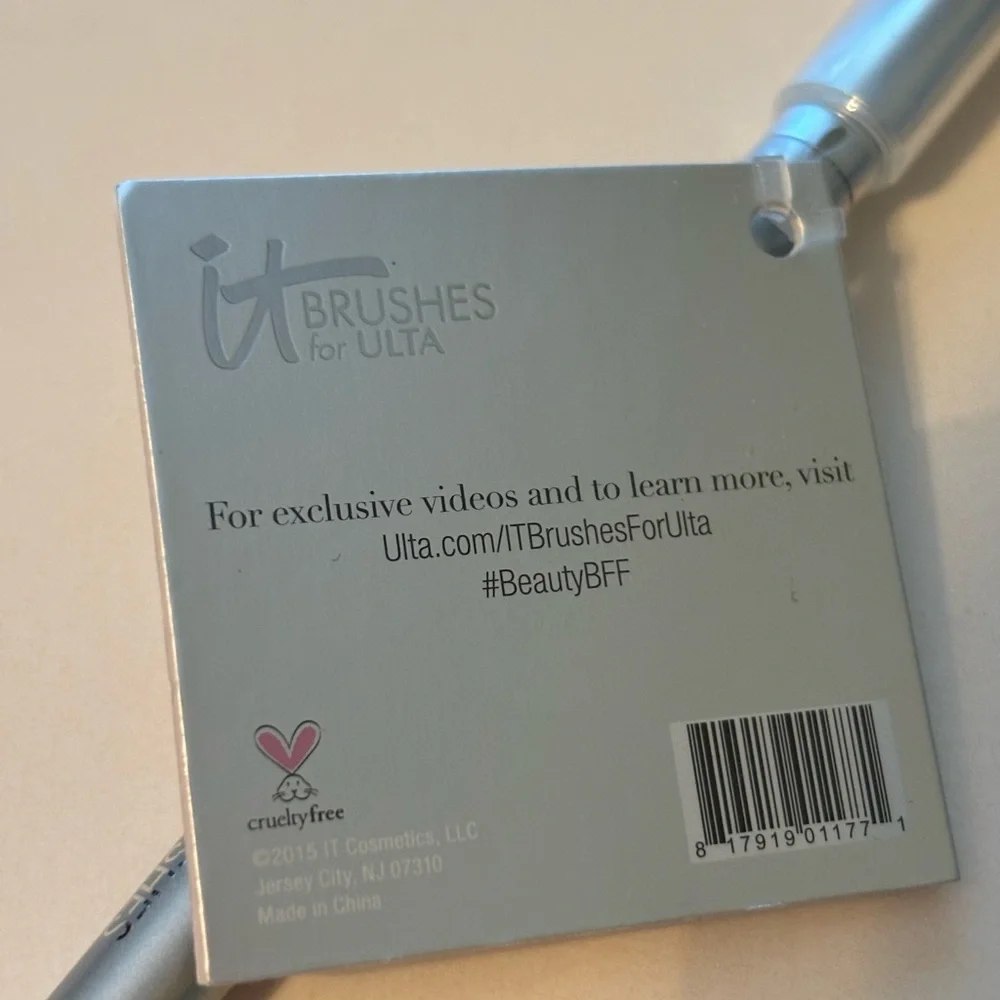 it BRUSHES
for ULTA
For exclusive videos and to learn more, visit
Ulta.com/ITBrushesForUlta
#BeautyBFF
crueltyfree
©2015 IT Cosmetics, LLC
Jersey City, NJ 07310
Made in China
8 17919 01177 1